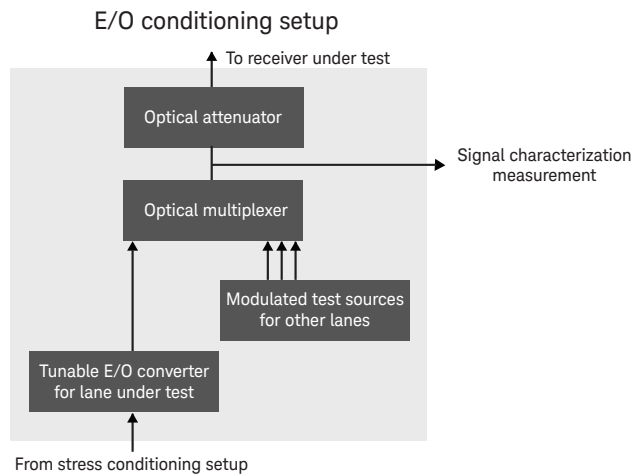 E/O conditioning setup
To receiver under test
Optical attenuator
Signal characterization
measurement
Optical multiplexer
Modulated test sources
for other lanes
Tunable E/O converter
for lane under test
From stress conditioning setup